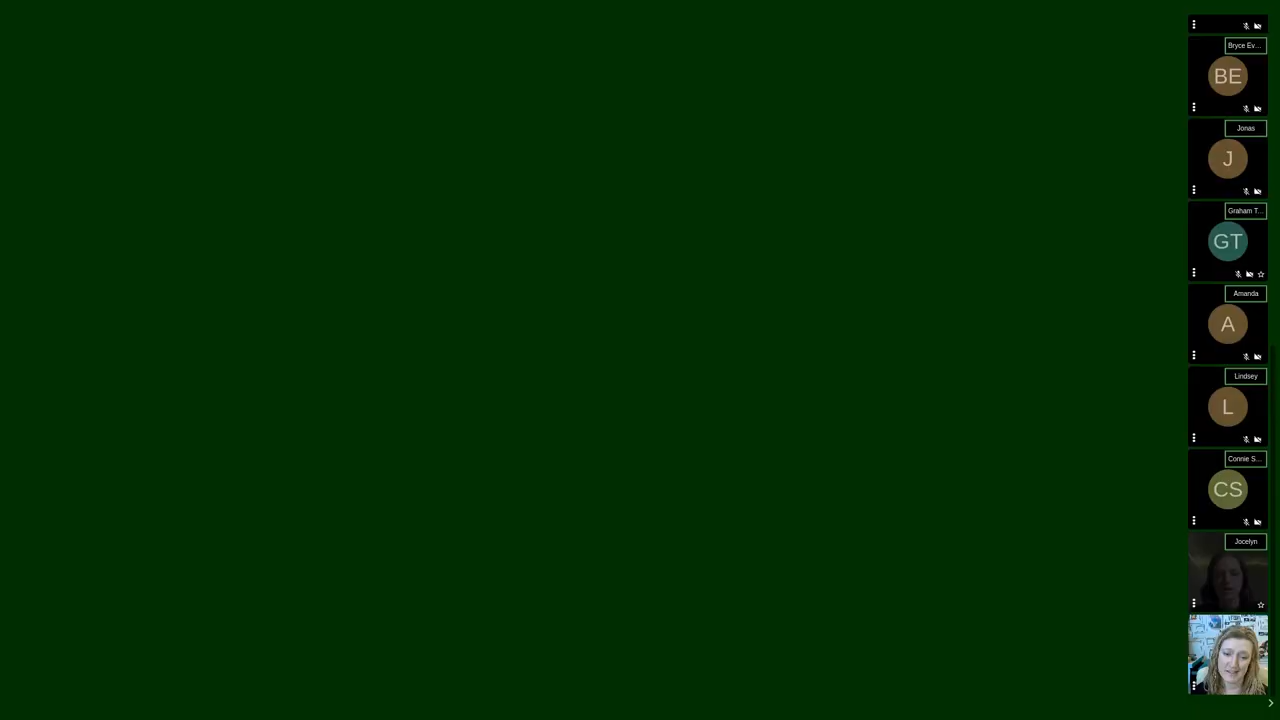 Bryce Ev...
BE
Jonas
J
Graham T...
GT
Amanda
A
Lindsey
L
Connie S...
CS
Jocelyn